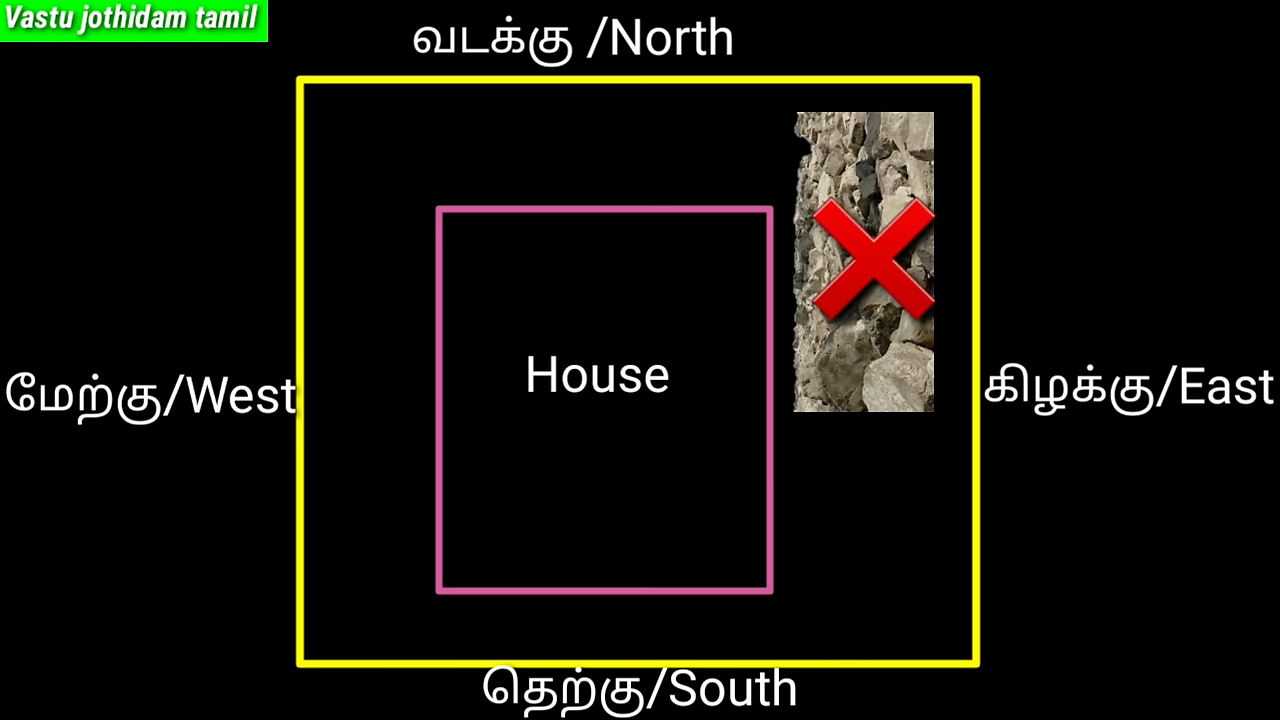 Vastu jothidam tamil
வடக்கு /North
House
மேற்கு/West
கிழக்கு/East
தெற்கு/South